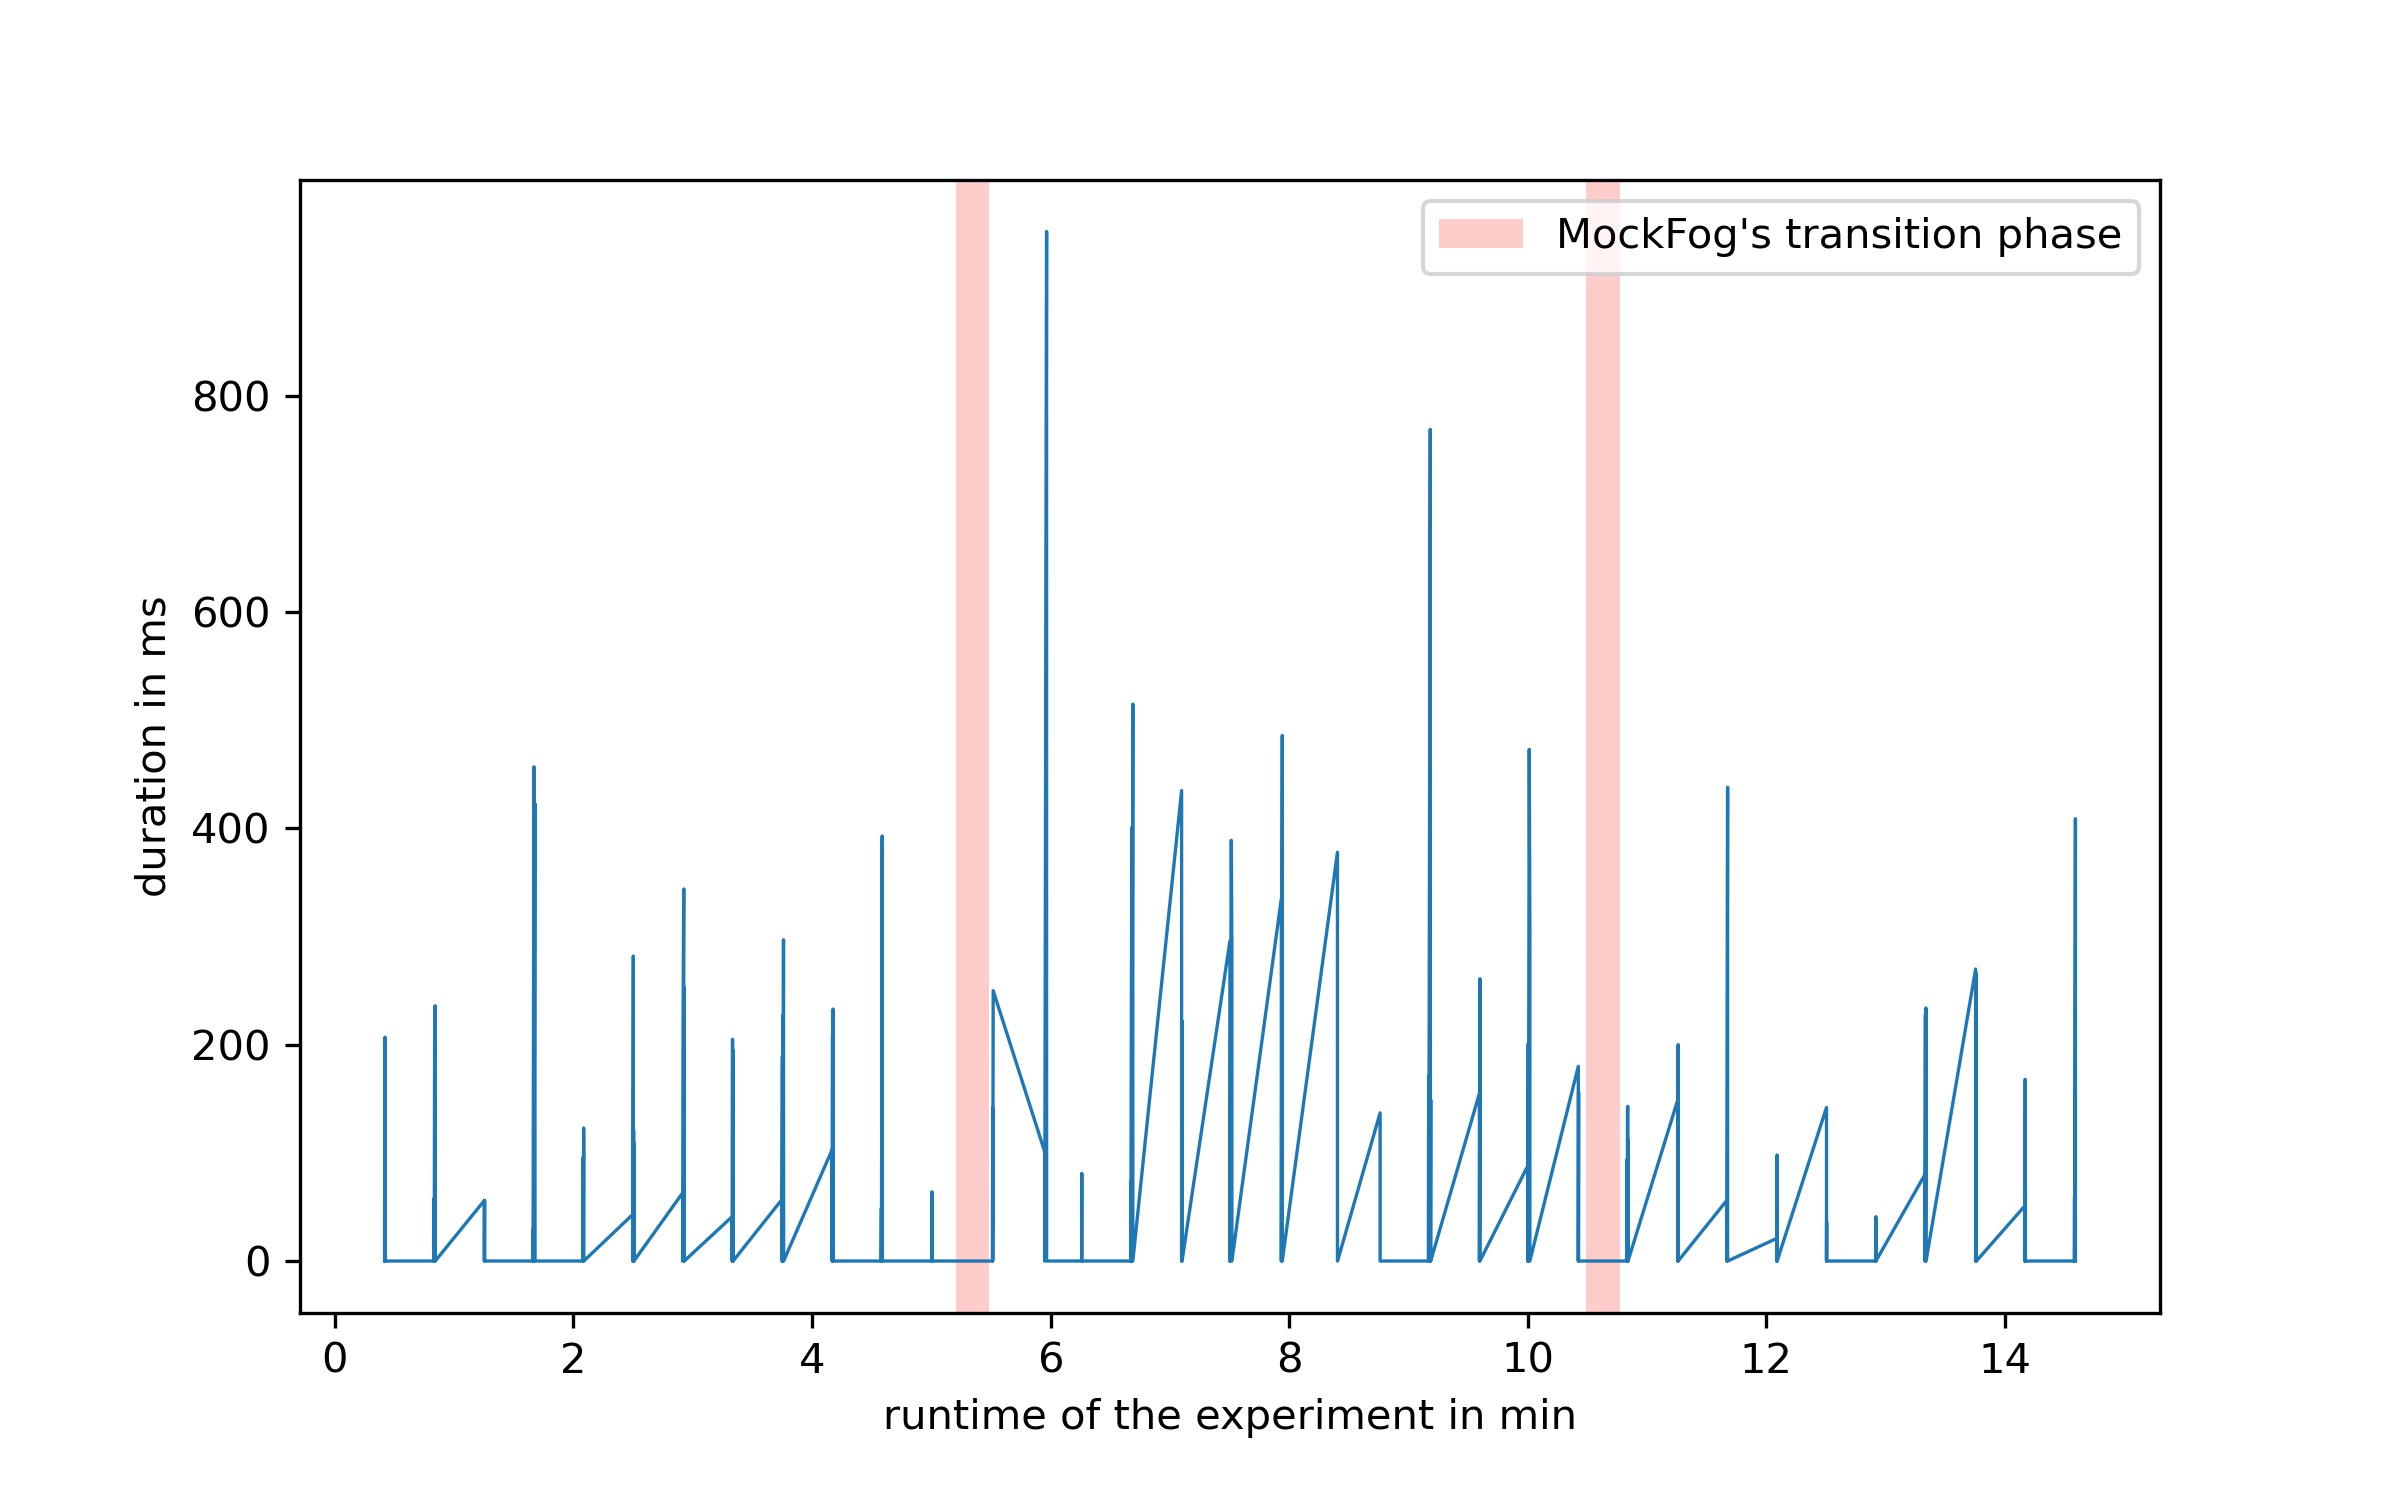 MockFog's transition phase
800
600
400
200
0
duration in ms
0 2 4 6 8 10 12 14
runtime of the experiment in min